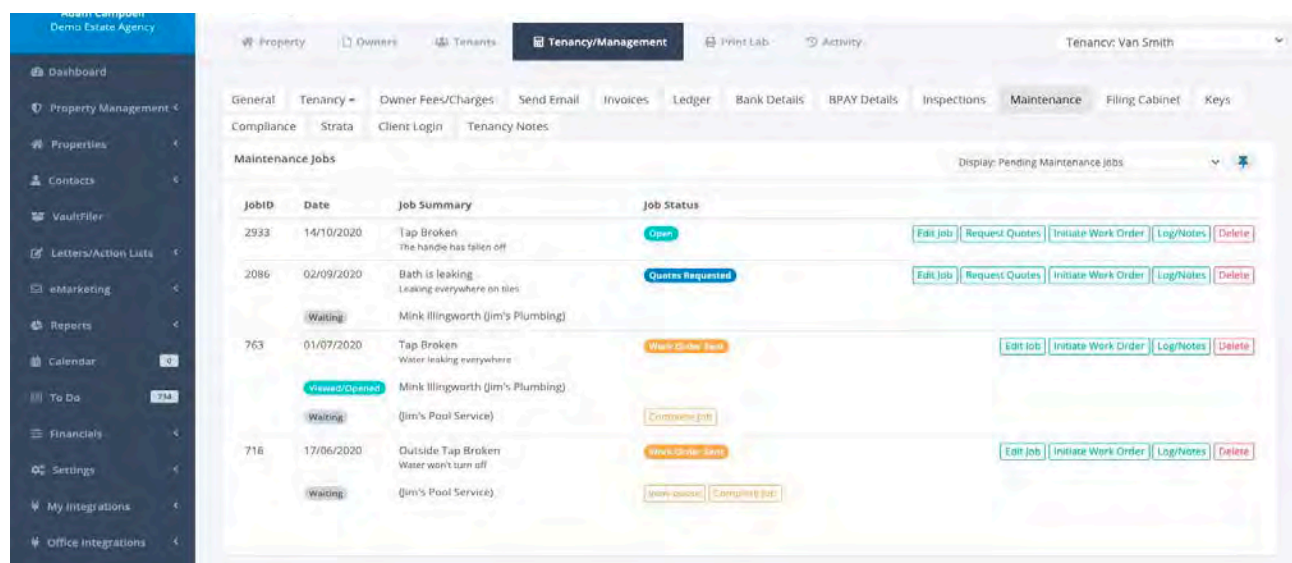 Adam Campbell
Demo Estate Agency
Property Owners Tenants Tenancy/Management Print Lab Activity Tenancy: Van Smith
Dashboard
Property Management
Properties
Contacts
VaultFiler
Letters/Action Lists
eMarketing
Reports
Calendar 0
To Do 734
Financials
Settings
My Integrations
Office Integrations
General Tenancy Owner Fees/Charges Send Email Invoices Ledger Bank Details BPAY Details Inspections Maintenance Filing Cabinet Keys
Compliance Strata Client Login Tenancy Notes
Maintenance Jobs Display: Pending Maintenance Jobs
JobID Date Job Summary Job Status
2933 14/10/2020 Tap Broken Open Edit Job Request Quotes Initiate Work Order Log/Notes Delete
The handle has fallen off
2086 02/09/2020 Bath is leaking Quotes Requested Edit Job Request Quotes Initiate Work Order Log/Notes Delete
Leaking everywhere on tiles
Waiting Mink Illingworth (Jim's Plumbing)
763 01/07/2020 Tap Broken Work Order Sent Edit Job Initiate Work Order Log/Notes Delete
Water leaking everywhere
Viewed/Opened Mink Illingworth (Jim's Plumbing)
Waiting (Jim's Pool Service) Complete Job
716 17/06/2020 Outside Tap Broken Work Order Sent Edit Job Initiate Work Order Log/Notes Delete
Water won't turn off
Waiting (Jim's Pool Service) View Quote Complete Job